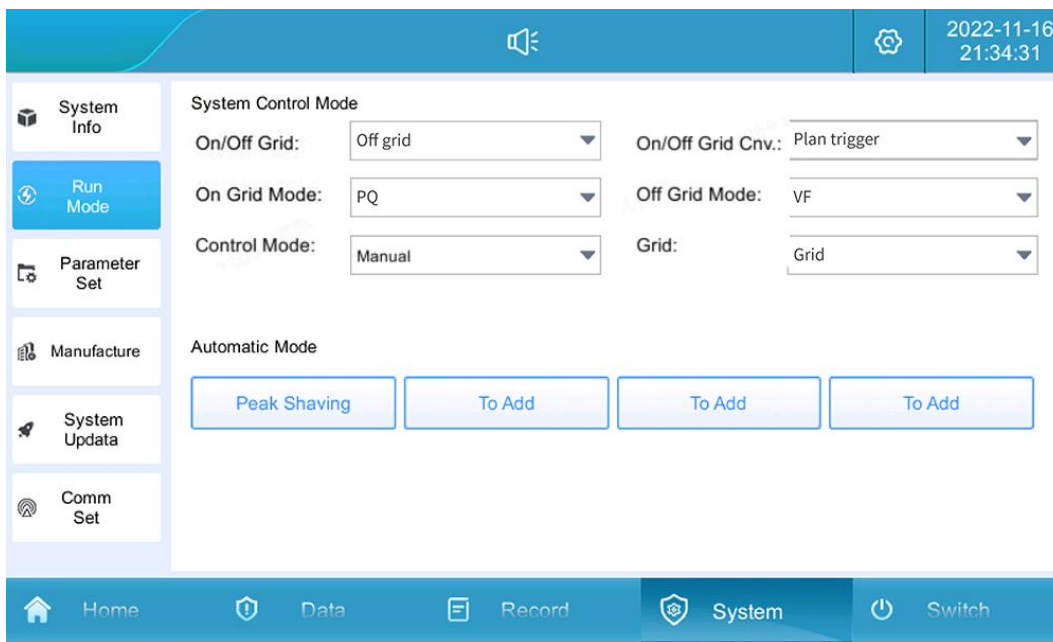 2022-11-16
21:34:31
System
Info
Run
Mode
Parameter
Set
Manufacture
System
Updata
Comm
Set
System Control Mode
On/Off Grid: Off grid On/Off Grid Cnv.: Plan trigger
On Grid Mode: PQ Off Grid Mode: VF
Control Mode: Manual Grid: Grid
Automatic Mode
Peak Shaving To Add To Add To Add
Home Data Record System Switch